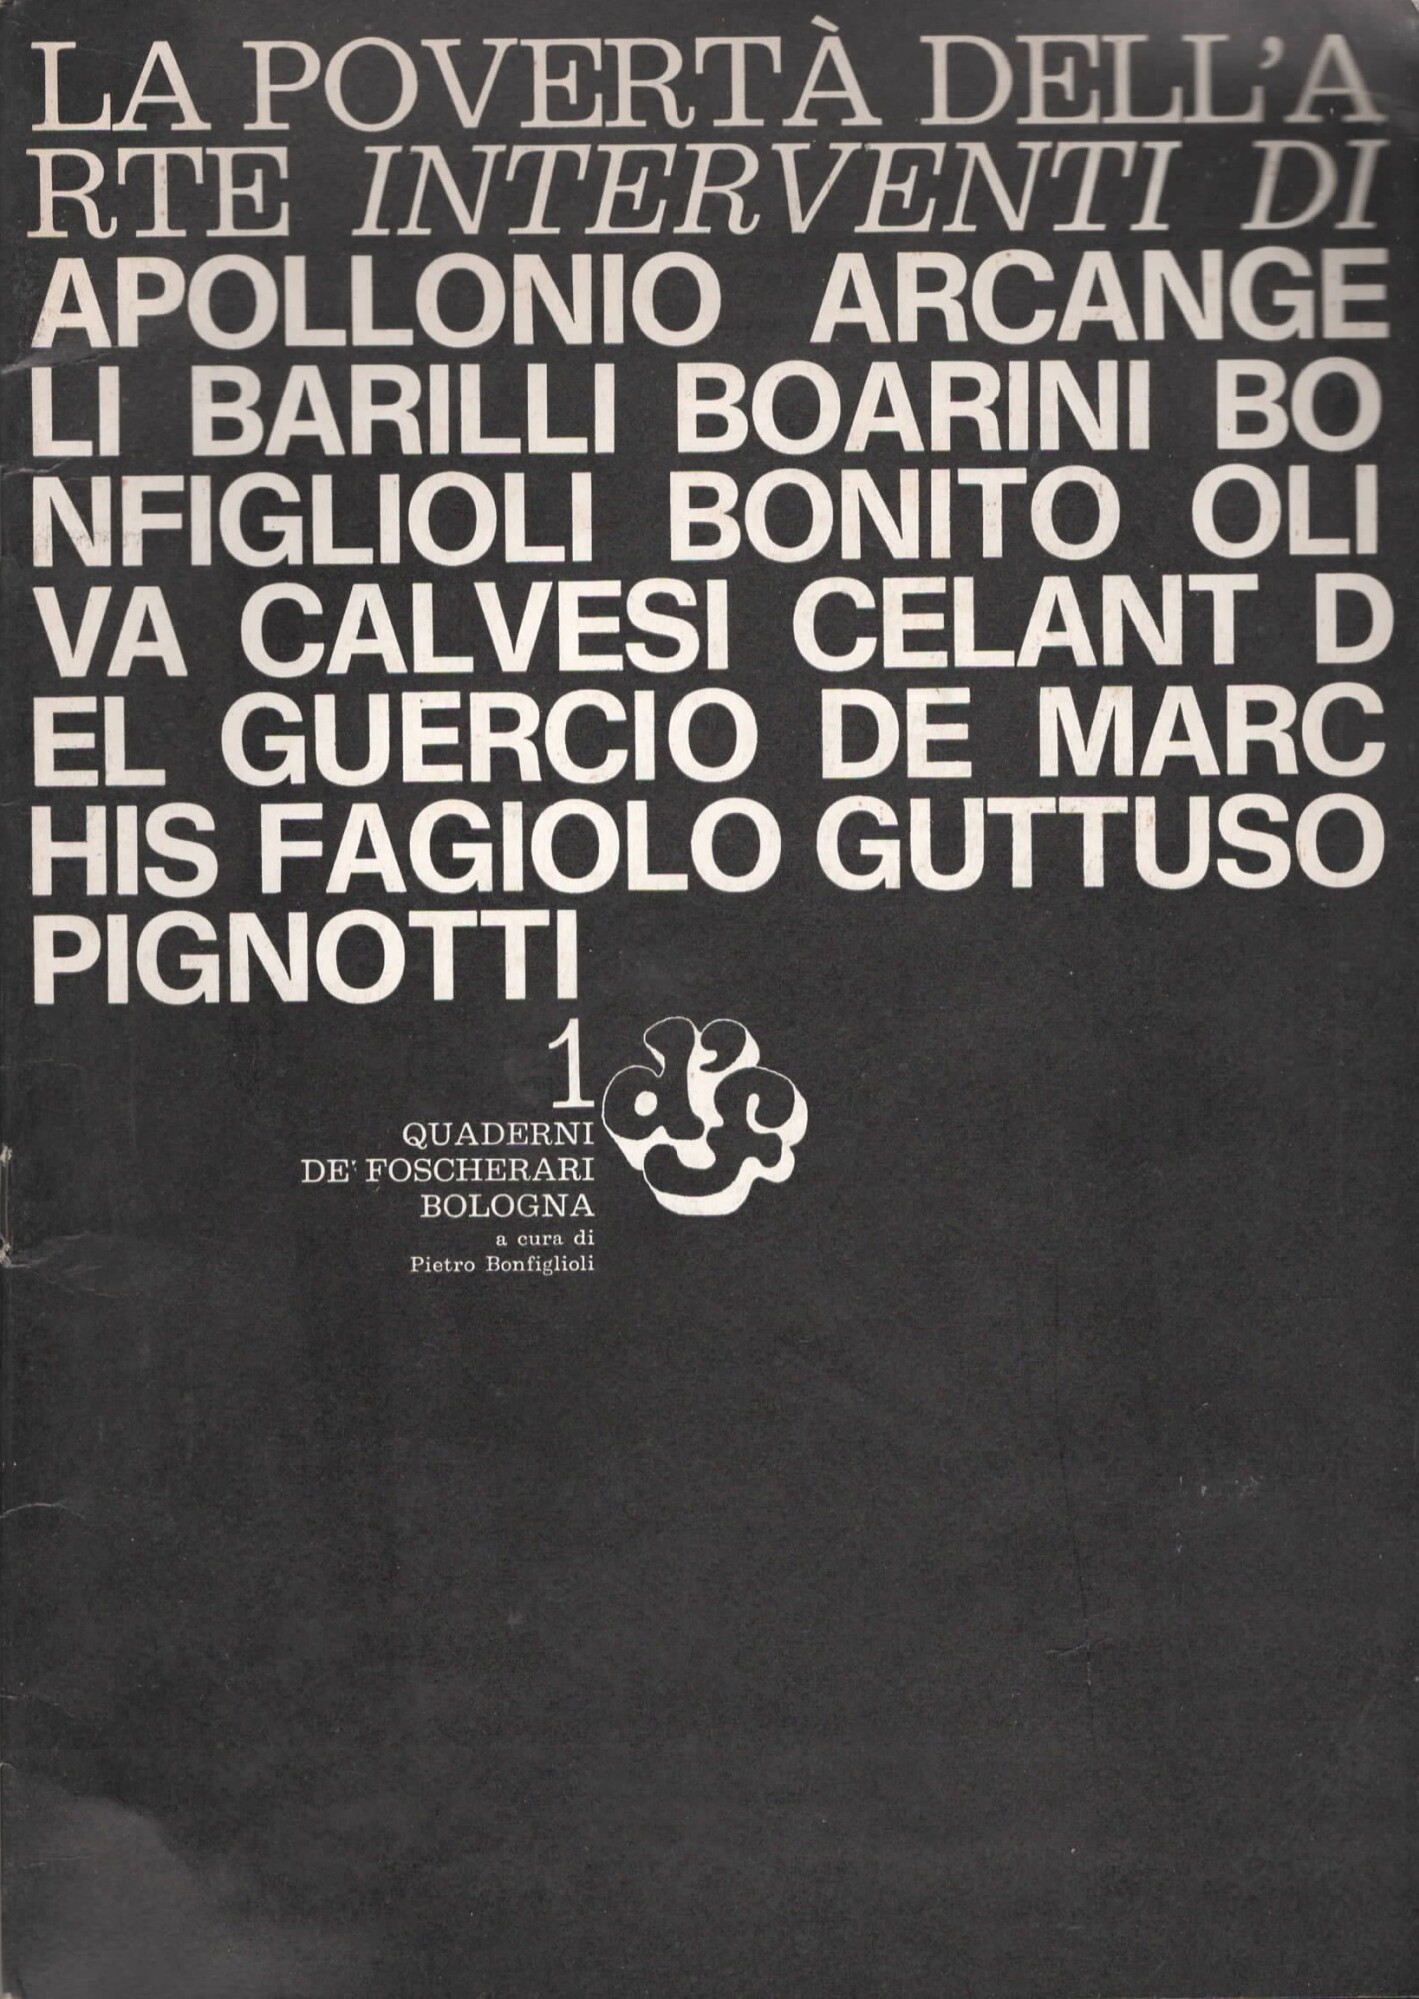 LA POVERTÀ DELL'A
RTE INTERVENTI DI
APOLLONIO ARCANGE
LI BARILLI BOARINI BO
NFIGLIOLI BONITO OLI
VA CALVESI CELANT D
EL GUERCIO DE MARC
HIS FAGIOLO GUTTUSO
PIGNOTTI
1
d'f
QUADERNI
DE' FOSCHERARI
BOLOGNA
a cura di
Pietro Bonfiglioli